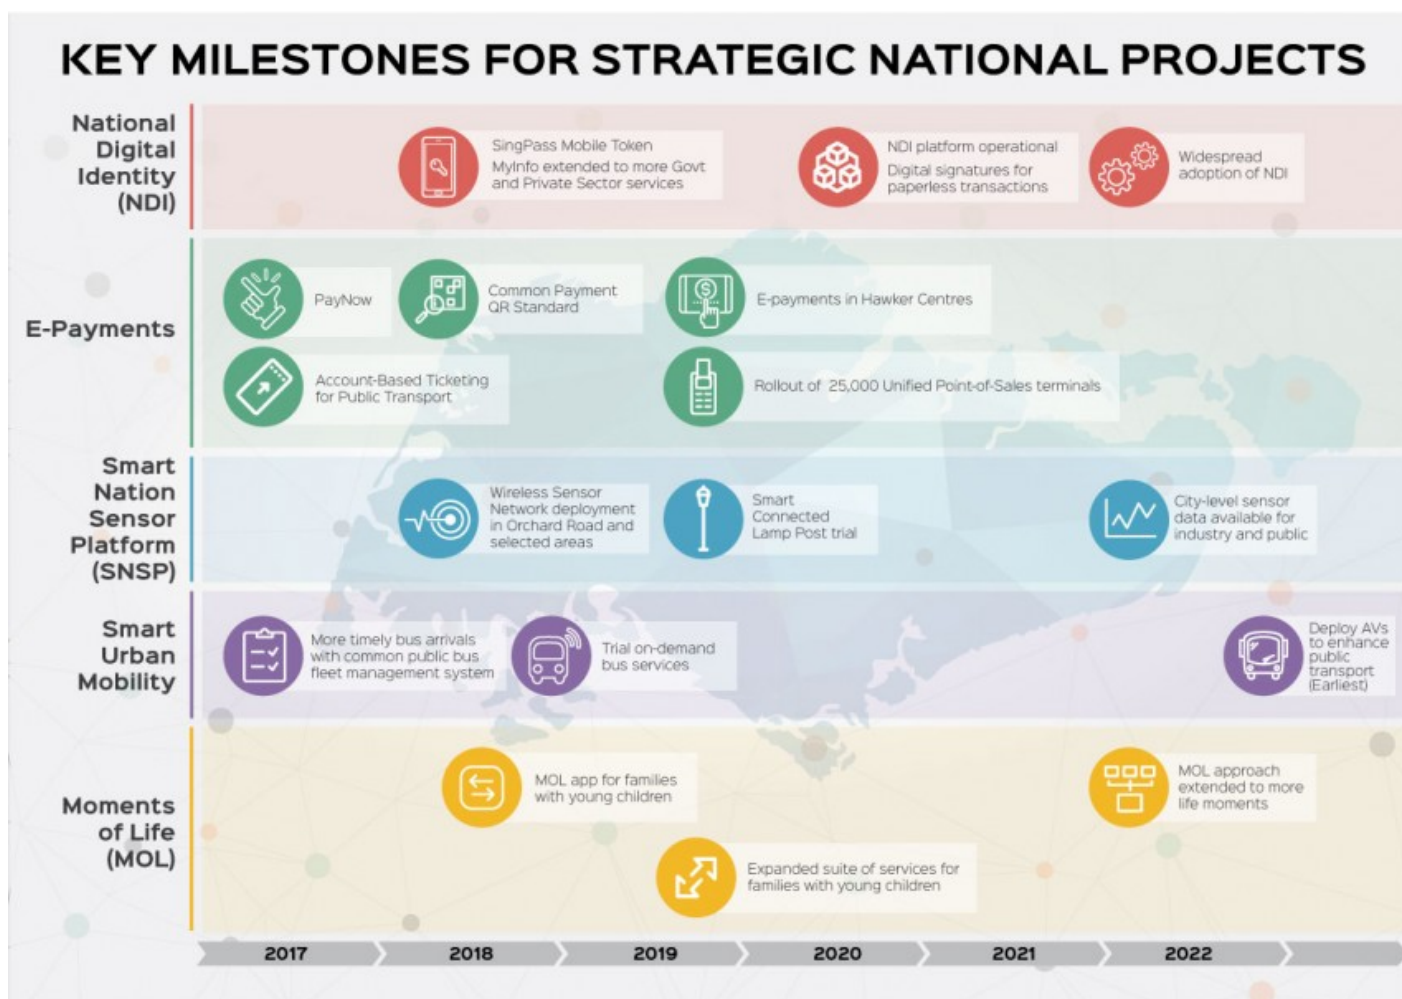 KEY MILESTONES FOR STRATEGIC NATIONAL PROJECTS
National
Digital
Identity
(NDI)
SingPass Mobile Token
MyInfo extended to more Govt
and Private Sector services
NDI platform operational
Digital signatures for
paperless transactions
Widespread
adoption of NDI
E-Payments
PayNow
Common Payment
QR Standard
E-payments in Hawker Centres
Account-Based Ticketing
for Public Transport
Rollout of 25,000 Unified Point-of-Sales terminals
Smart
Nation
Sensor
Platform
(SNSP)
Wireless Sensor
Network deployment
in Orchard Road and
selected areas
Smart
Connected
Lamp Post trial
City-level sensor
data available for
industry and public
Smart
Urban
Mobility
More timely bus arrivals
with common public bus
fleet management system
Trial on-demand
bus services
Deploy AVs
to enhance
public
transport
(Earliest)
Moments
of Life
(MOL)
MOL app for families
with young children
Expanded suite of services for
families with young children
MOL approach
extended to more
life moments
2017
2018
2019
2020
2021
2022